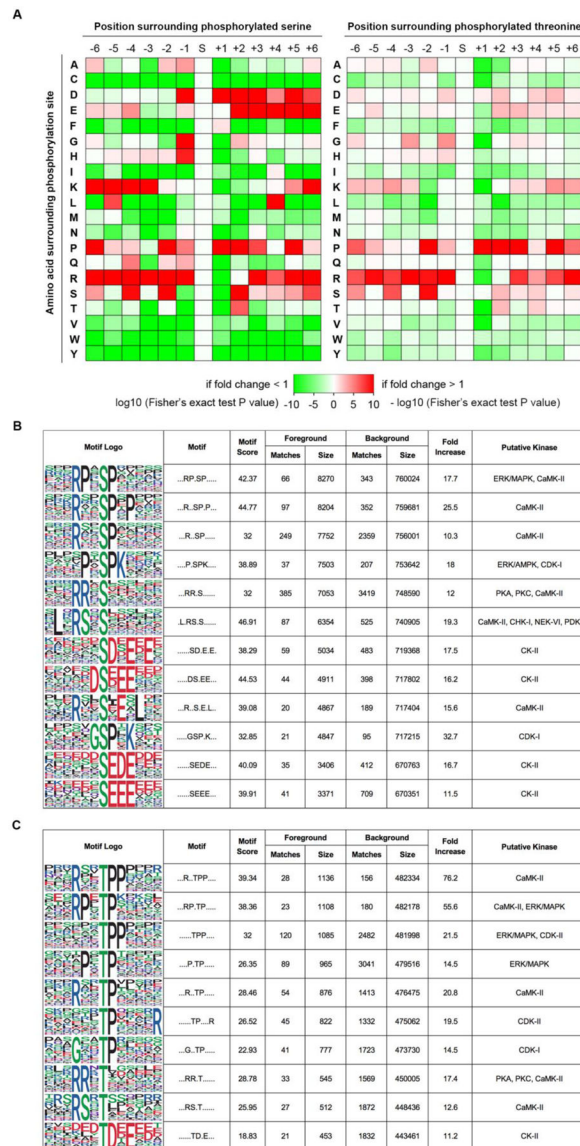 A
Position surrounding phosphorylated serine
Position surrounding phosphorylated threonine
-6 -5 -4 -3 -2 -1 S +1 +2 +3 +4 +5 +6
-6 -5 -4 -3 -2 -1 S +1 +2 +3 +4 +5 +6
Amino acid surrounding phosphorylation site
A A
C C
D D
E E
F F
G G
H H
I I
K K
L L
M M
N N
P P
Q Q
R R
S S
T T
V V
W W
Y Y
if fold change < 1
if fold change > 1
log10 (Fisher's exact test P value)
-10 -5 0 5 10
- log10 (Fisher's exact test P value)
B
Motif Logo Motif Motif Score Foreground Background Fold Increase Putative Kinase
Matches Size Matches Size
...RP.SP..... 42.37 66 8270 343 760024 17.7 ERK/MAPK, CaMK-II
...R..SP.P... 44.77 97 8204 352 759681 25.5 CaMK-II
...R..SP..... 32 249 7752 2359 756001 10.3 CaMK-II
....P.SPK.... 38.89 37 7503 207 753642 18 ERK/AMPK, CDK-I
...RR.S...... 32 385 7053 3419 748590 12 PKA, PKC, CaMK-II
.L.RS.S...... 46.91 87 6354 525 740905 19.3 CaMK-II, CHK-I, NEK-VI, PDK
......SD.E.E. 38.29 59 5034 483 719368 17.5 CK-II
.....DS.EE... 44.53 44 4911 398 717802 16.2 CK-II
...R..S.E.L.. 39.08 20 4867 189 717404 15.6 CaMK-II
.....GSP.K... 32.85 21 4847 95 717215 32.7 CDK-I
......SEDE... 40.09 35 3406 412 670763 16.7 CK-II
......SEEE... 39.91 41 3371 709 670351 11.5 CK-II
C
Motif Logo Motif Motif Score Foreground Background Fold Increase Putative Kinase
Matches Size Matches Size
...R..TPP.... 39.34 28 1136 156 482334 76.2 CaMK-II
...RP.TP..... 38.36 23 1108 180 482178 55.6 CaMK-II, ERK/MAPK
......TPP.... 32 120 1085 2482 481998 21.5 ERK/MAPK, CDK-II
....P.TP..... 26.35 89 965 3041 479516 14.5 ERK/MAPK
...R..TP..... 28.46 54 876 1413 476475 20.8 CaMK-II
......TP....R 26.52 45 822 1332 475062 19.5 CDK-II
...G..TP..... 22.93 41 777 1723 473730 14.5 CDK-I
...RR.T...... 28.78 33 545 1569 450005 17.4 PKA, PKC, CaMK-II
...RS.T...... 25.95 27 512 1872 448436 12.6 CaMK-II
......TD.E... 18.83 21 453 1832 443461 11.2 CK-II